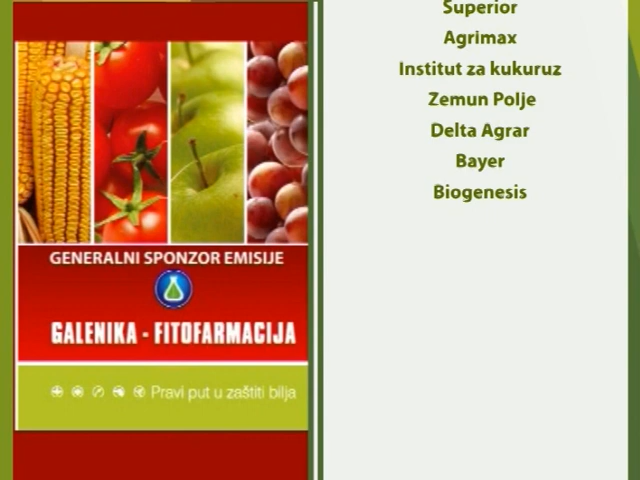 GENERALNI SPONZOR EMISIJE
GALENIKA - FITOFARMACIJA
Pravi put u zaštiti bilja
Superior
Agrimax
Institut za kukuruz
Zemun Polje
Delta Agrar
Bayer
Biogenesis